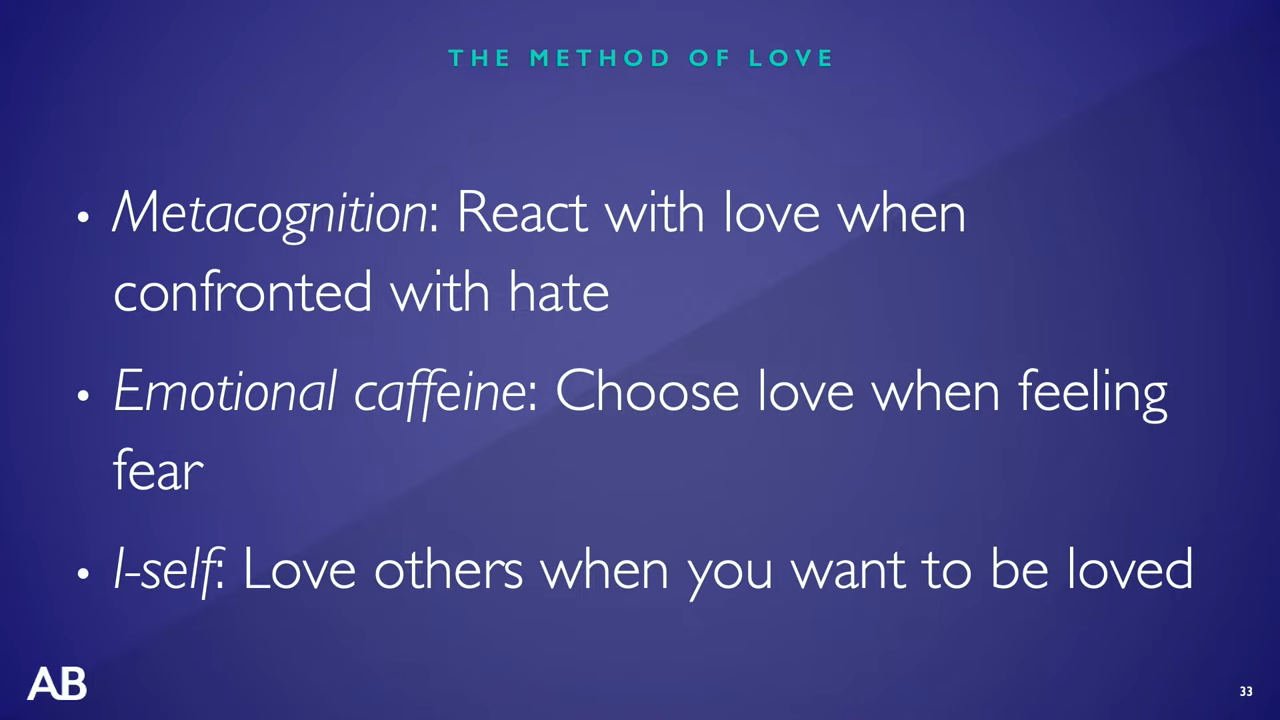 THE METHOD OF LOVE
• Metacognition: React with love when
confronted with hate
• Emotional caffeine: Choose love when feeling
fear
• I-self: Love others when you want to be loved
AB
33